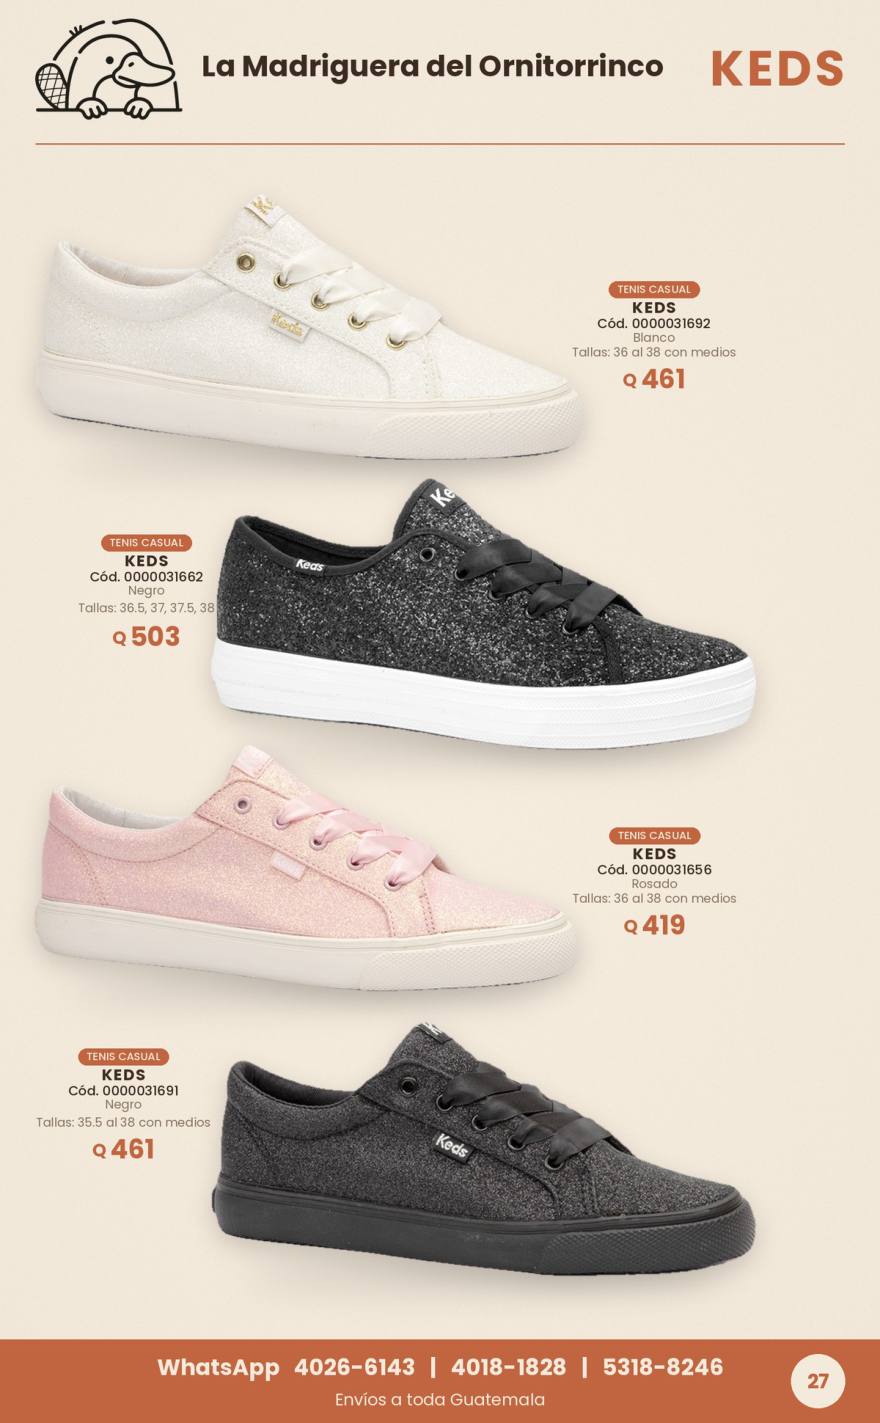 La Madriguera del Ornitorrinco
KEDS
Keds
TENIS CASUAL
KEDS
Cód. 0000031692
Blanco
Tallas: 36 al 38 con medios
Q 461
Keds
TENIS CASUAL
KEDS
Cód. 0000031662
Negro
Tallas: 36.5, 37, 37.5, 38
Q 503
TENIS CASUAL
KEDS
Cód. 0000031656
Rosado
Tallas: 36 al 38 con medios
Q 419
TENIS CASUAL
KEDS
Cód. 0000031691
Negro
Tallas: 35.5 al 38 con medios
Q 461
Keds
WhatsApp 4026-6143 | 4018-1828 | 5318-8246
Envíos a toda Guatemala
27